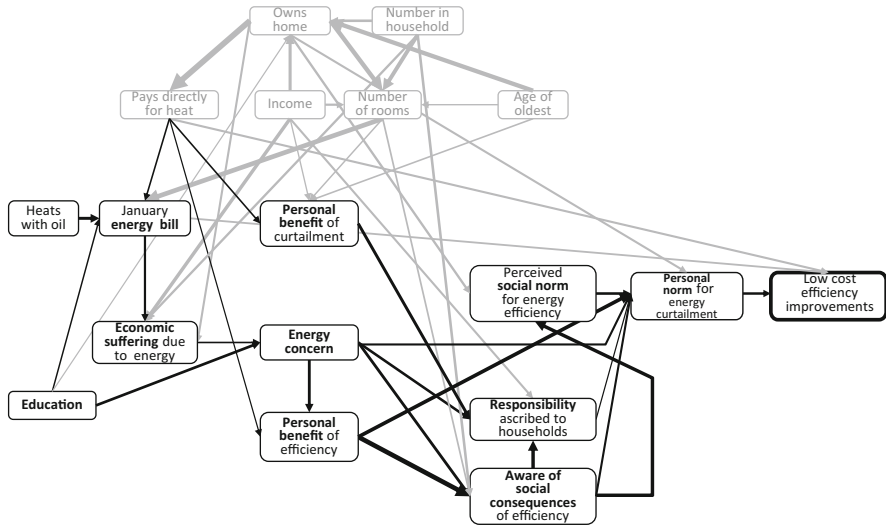 Owns
home
Number in
household
Pays directly
for heat
Income
Number
of rooms
Age of
oldest
Heats
with oil
January
energy bill
Personal
benefit of
curtailment
Perceived
social norm
for energy
efficiency
Personal
norm for
energy
curtailment
Low cost
efficiency
improvements
Economic
suffering due
to energy
Energy
concern
Education
Personal
benefit of
efficiency
Responsibility
ascribed to
households
Aware of
social
consequences
of efficiency